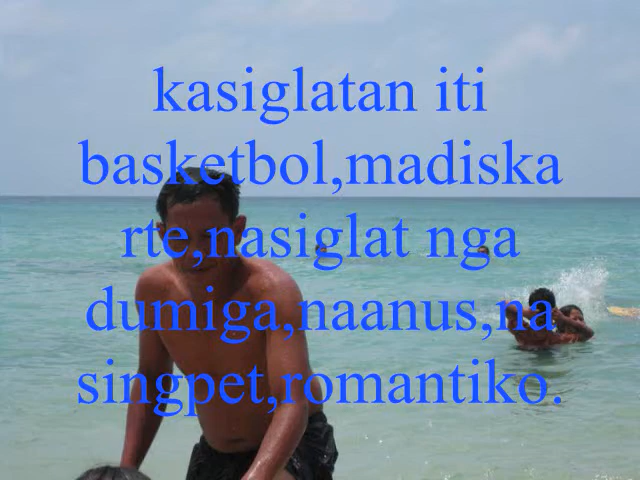 kasiglatan iti
basketbol,madiska
rte,nasiglat nga
dumiga,naanus,na
singpet,romantiko.